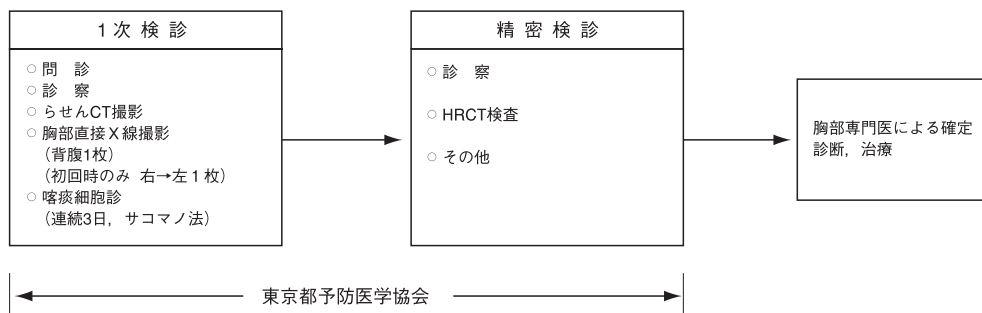 1次検診
○ 問　診
○ 診　察
○ らせんCT撮影
○ 胸部直接X線撮影
（背腹1枚）
（初回時のみ 右→左1枚）
○ 喀痰細胞診
（連続3日，サコマノ法）
精密検診
○ 診　察
○ HRCT検査
○ その他
胸部専門医による確定
診断，治療
東京都予防医学協会